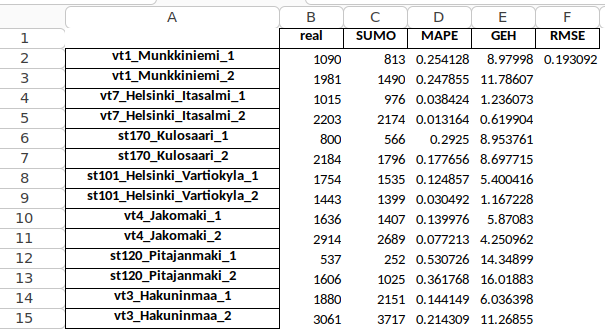 A B C D E F
1 real SUMO MAPE GEH RMSE
2 vt1_Munkkiniemi_1 1090 813 0.254128 8.97998 0.193092
3 vt1_Munkkiniemi_2 1981 1490 0.247855 11.78607
4 vt7_Helsinki_Itasalmi_1 1015 976 0.038424 1.236073
5 vt7_Helsinki_Itasalmi_2 2203 2174 0.013164 0.619904
6 st170_Kulosaari_1 800 566 0.2925 8.953761
7 st170_Kulosaari_2 2184 1796 0.177656 8.697715
8 st101_Helsinki_Vartiokyla_1 1754 1535 0.124857 5.400416
9 st101_Helsinki_Vartiokyla_2 1443 1399 0.030492 1.167228
10 vt4_Jakomaki_1 1636 1407 0.139976 5.87083
11 vt4_Jakomaki_2 2914 2689 0.077213 4.250962
12 st120_Pitajanmaki_1 537 252 0.530726 14.34899
13 st120_Pitajanmaki_2 1606 1025 0.361768 16.01883
14 vt3_Hakuninmaa_1 1880 2151 0.144149 6.036398
15 vt3_Hakuninmaa_2 3061 3717 0.214309 11.26855